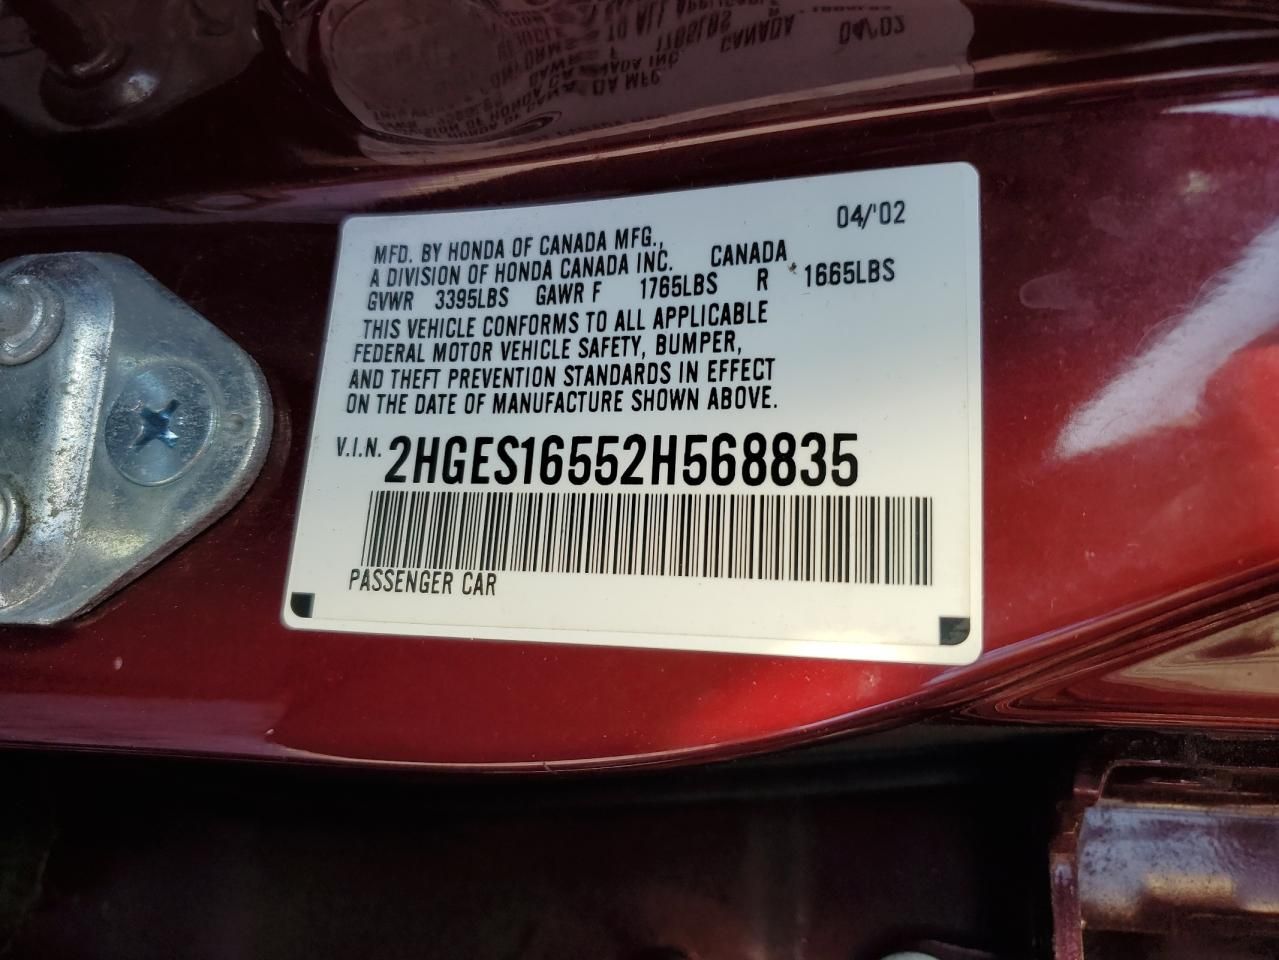 04/'02
MFD. BY HONDA OF CANADA MFG.,
A DIVISION OF HONDA CANADA INC. CANADA
GVWR 3395LBS GAWR F 1765LBS R 1665LBS
THIS VEHICLE CONFORMS TO ALL APPLICABLE
FEDERAL MOTOR VEHICLE SAFETY, BUMPER,
AND THEFT PREVENTION STANDARDS IN EFFECT
ON THE DATE OF MANUFACTURE SHOWN ABOVE.
V.I.N. 2HGES16552H568835
PASSENGER CAR